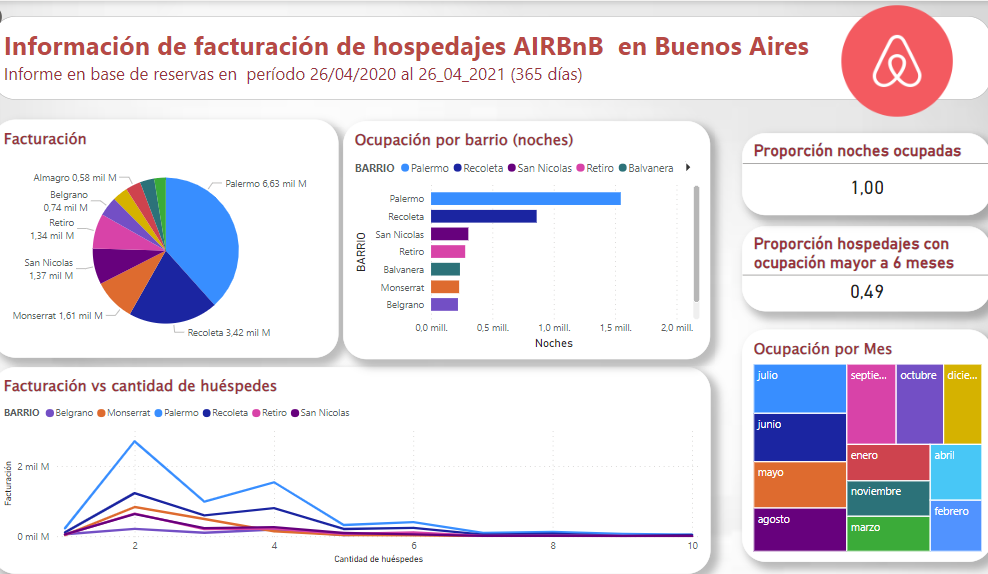 Información de facturación de hospedajes AIRBnB en Buenos Aires
Informe en base de reservas en período 26/04/2020 al 26_04_2021 (365 días)
Facturación
Almagro 0,58 mil M
Belgrano
0,74 mil M
Retiro
1,34 mil M
San Nicolas
1,37 mil M
Monserrat 1,61 mil M
Palermo 6,63 mil M
Recoleta 3,42 mil M
Ocupación por barrio (noches)
BARRIO Palermo Recoleta San Nicolas Retiro Balvanera
BARRIO
Palermo
Recoleta
San Nicolas
Retiro
Balvanera
Monserrat
Belgrano
0,0 mill. 0,5 mill. 1,0 mill. 1,5 mill. 2,0 mill.
Noches
Proporción noches ocupadas
1,00
Proporción hospedajes con
ocupación mayor a 6 meses
0,49
Facturación vs cantidad de huéspedes
BARRIO Belgrano Monserrat Palermo Recoleta Retiro San Nicolas
Facturación
2 mil M
0 mil M
2 4 6 8 10
Cantidad de huéspedes
Ocupación por Mes
julio septie... octubre dicie...
junio
enero abril
mayo
noviembre
agosto febrero
marzo